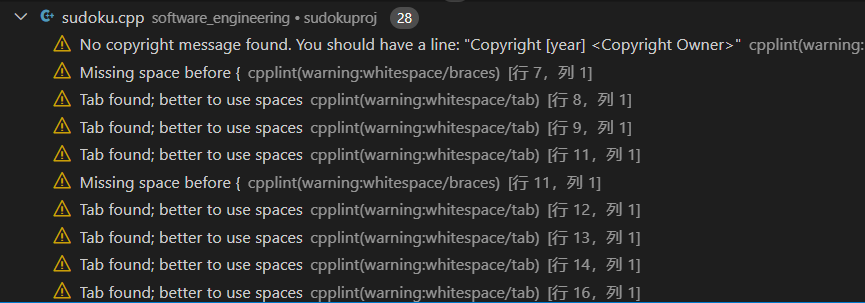 sudoku.cpp software_engineering • sudokuproj 28
No copyright message found. You should have a line: "Copyright [year] <Copyright Owner>" cpplint(warning:
Missing space before { cpplint(warning:whitespace/braces) [行 7，列 1]
Tab found; better to use spaces cpplint(warning:whitespace/tab) [行 8，列 1]
Tab found; better to use spaces cpplint(warning:whitespace/tab) [行 9，列 1]
Tab found; better to use spaces cpplint(warning:whitespace/tab) [行 11，列 1]
Missing space before { cpplint(warning:whitespace/braces) [行 11，列 1]
Tab found; better to use spaces cpplint(warning:whitespace/tab) [行 12，列 1]
Tab found; better to use spaces cpplint(warning:whitespace/tab) [行 13，列 1]
Tab found; better to use spaces cpplint(warning:whitespace/tab) [行 14，列 1]
Tab found; better to use spaces cpplint(warning:whitespace/tab) [行 16，列 1]